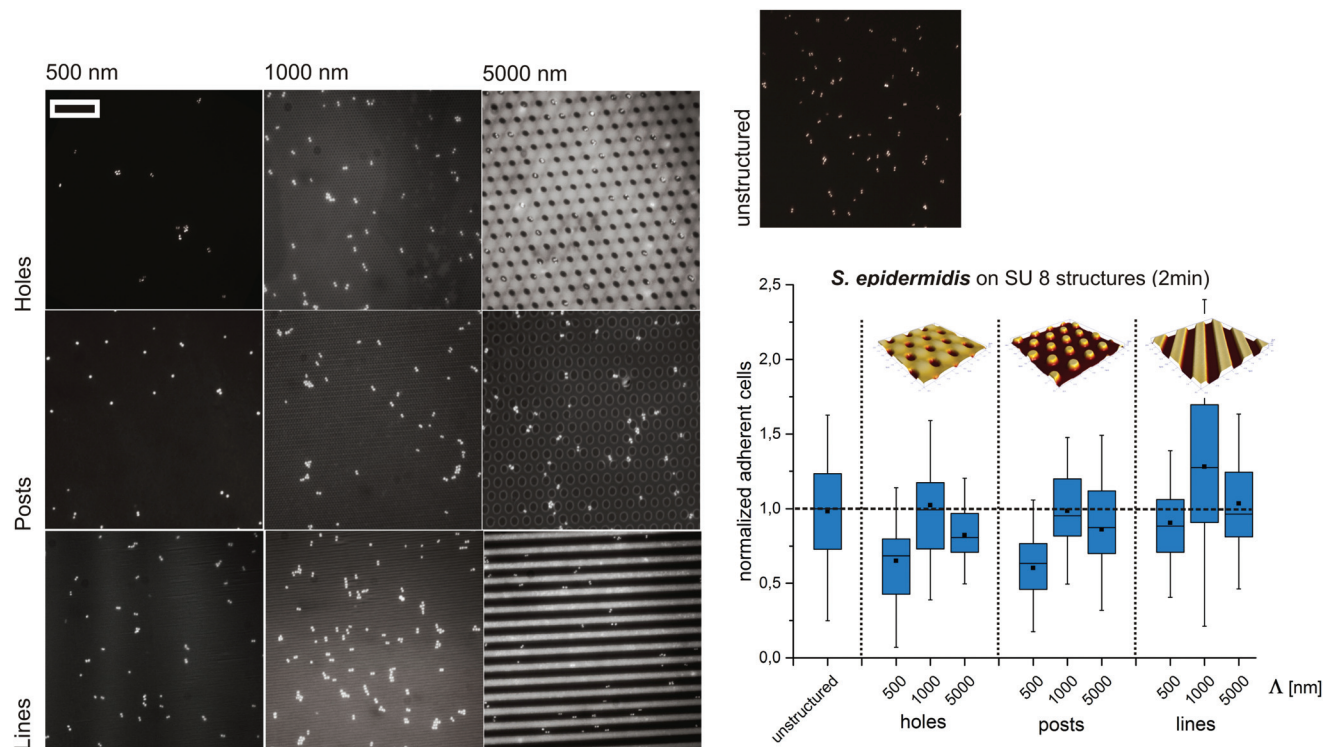 500 nm
1000 nm
5000 nm
Holes
Posts
Lines
unstructured
S. epidermidis on SU 8 structures (2min)
normalized adherent cells
2,5
2,0
1,5
1,0
0,5
0,0
unstructured
500
1000
5000
500
1000
5000
500
1000
5000
Λ [nm]
holes
posts
lines